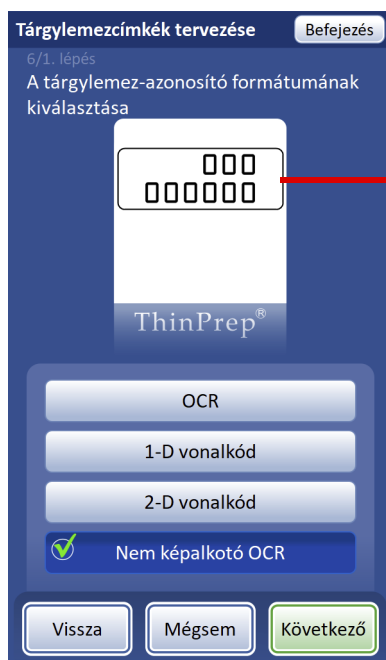 Tárgylemezcímkék tervezése
Befejezés
6/1. lépés
A tárgylemez-azonosító formátumának
kiválasztása
000
000000
ThinPrep®
OCR
1-D vonalkód
2-D vonalkód
Nem képalkotó OCR
Vissza
Mégsem
Következő